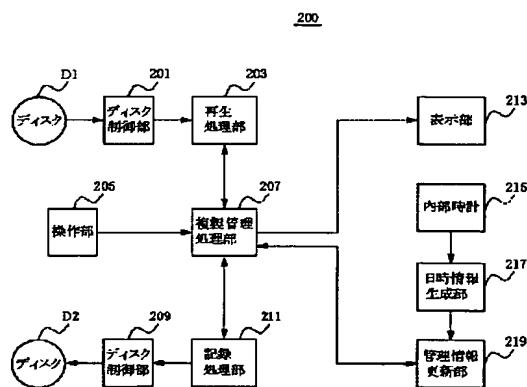 200
D1
201
203
213
ディスク
ディスク
制御部
再生
処理部
表示部
205
207
215
操作部
複製管理
処理部
内部時計
217
日時情報
生成部
D2
209
211
219
ディスク
ディスク
制御部
記録
処理部
管理情報
更新部